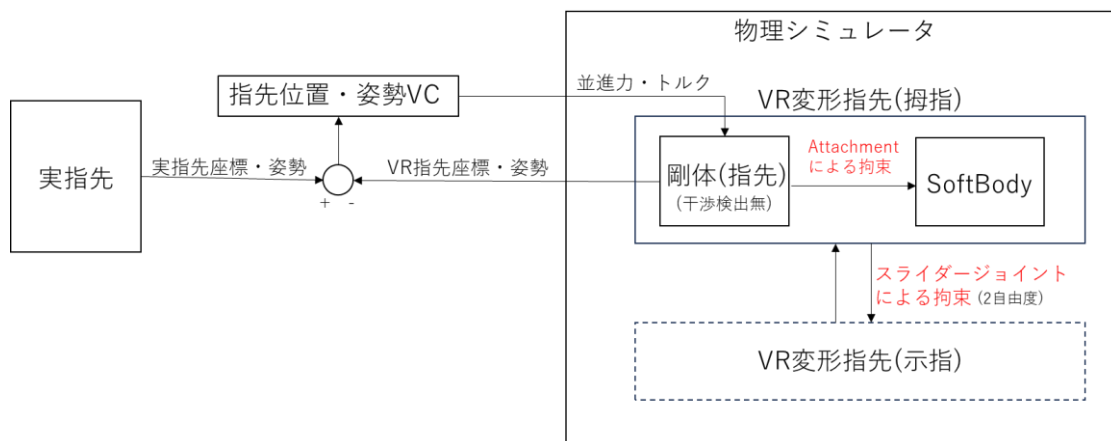 物理シミュレータ
指先位置・姿勢VC
並進力・トルク
VR変形指先(拇指)
実指先
実指先座標・姿勢
+ -
VR指先座標・姿勢
剛体(指先)
(干渉検出無)
Attachment
による拘束
SoftBody
スライダージョイント
による拘束 (2自由度)
VR変形指先(示指)